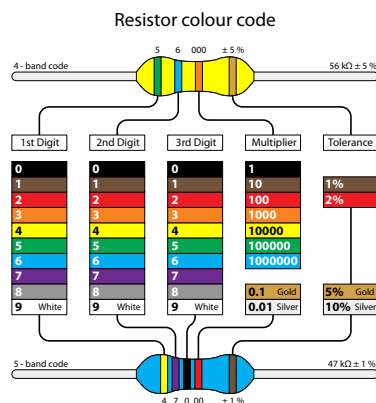 Resistor colour code
5 6 000 ± 5 %
4 - band code
56 kΩ ± 5 %
1st Digit 2nd Digit 3rd Digit Multiplier Tolerance
0 0 0 1
1 1 1 10 1%
2 2 2 100 2%
3 3 3 1000
4 4 4 10000
5 5 5 100000
6 6 6 1000000
7 7 7
8 8 8 0.1 Gold 5% Gold
9 White 9 White 9 White 0.01 Silver 10% Silver
5 - band code
47 kΩ ± 1 %
4 7 0 00 ± 1 %